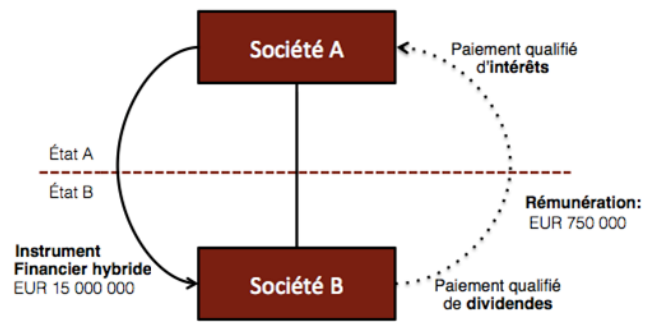 Société A
Paiement qualifié
d'intérêts
État A
État B
Rémunération:
EUR 750 000
Instrument
Financier hybride
EUR 15 000 000
Société B
Paiement qualifié
de dividendes